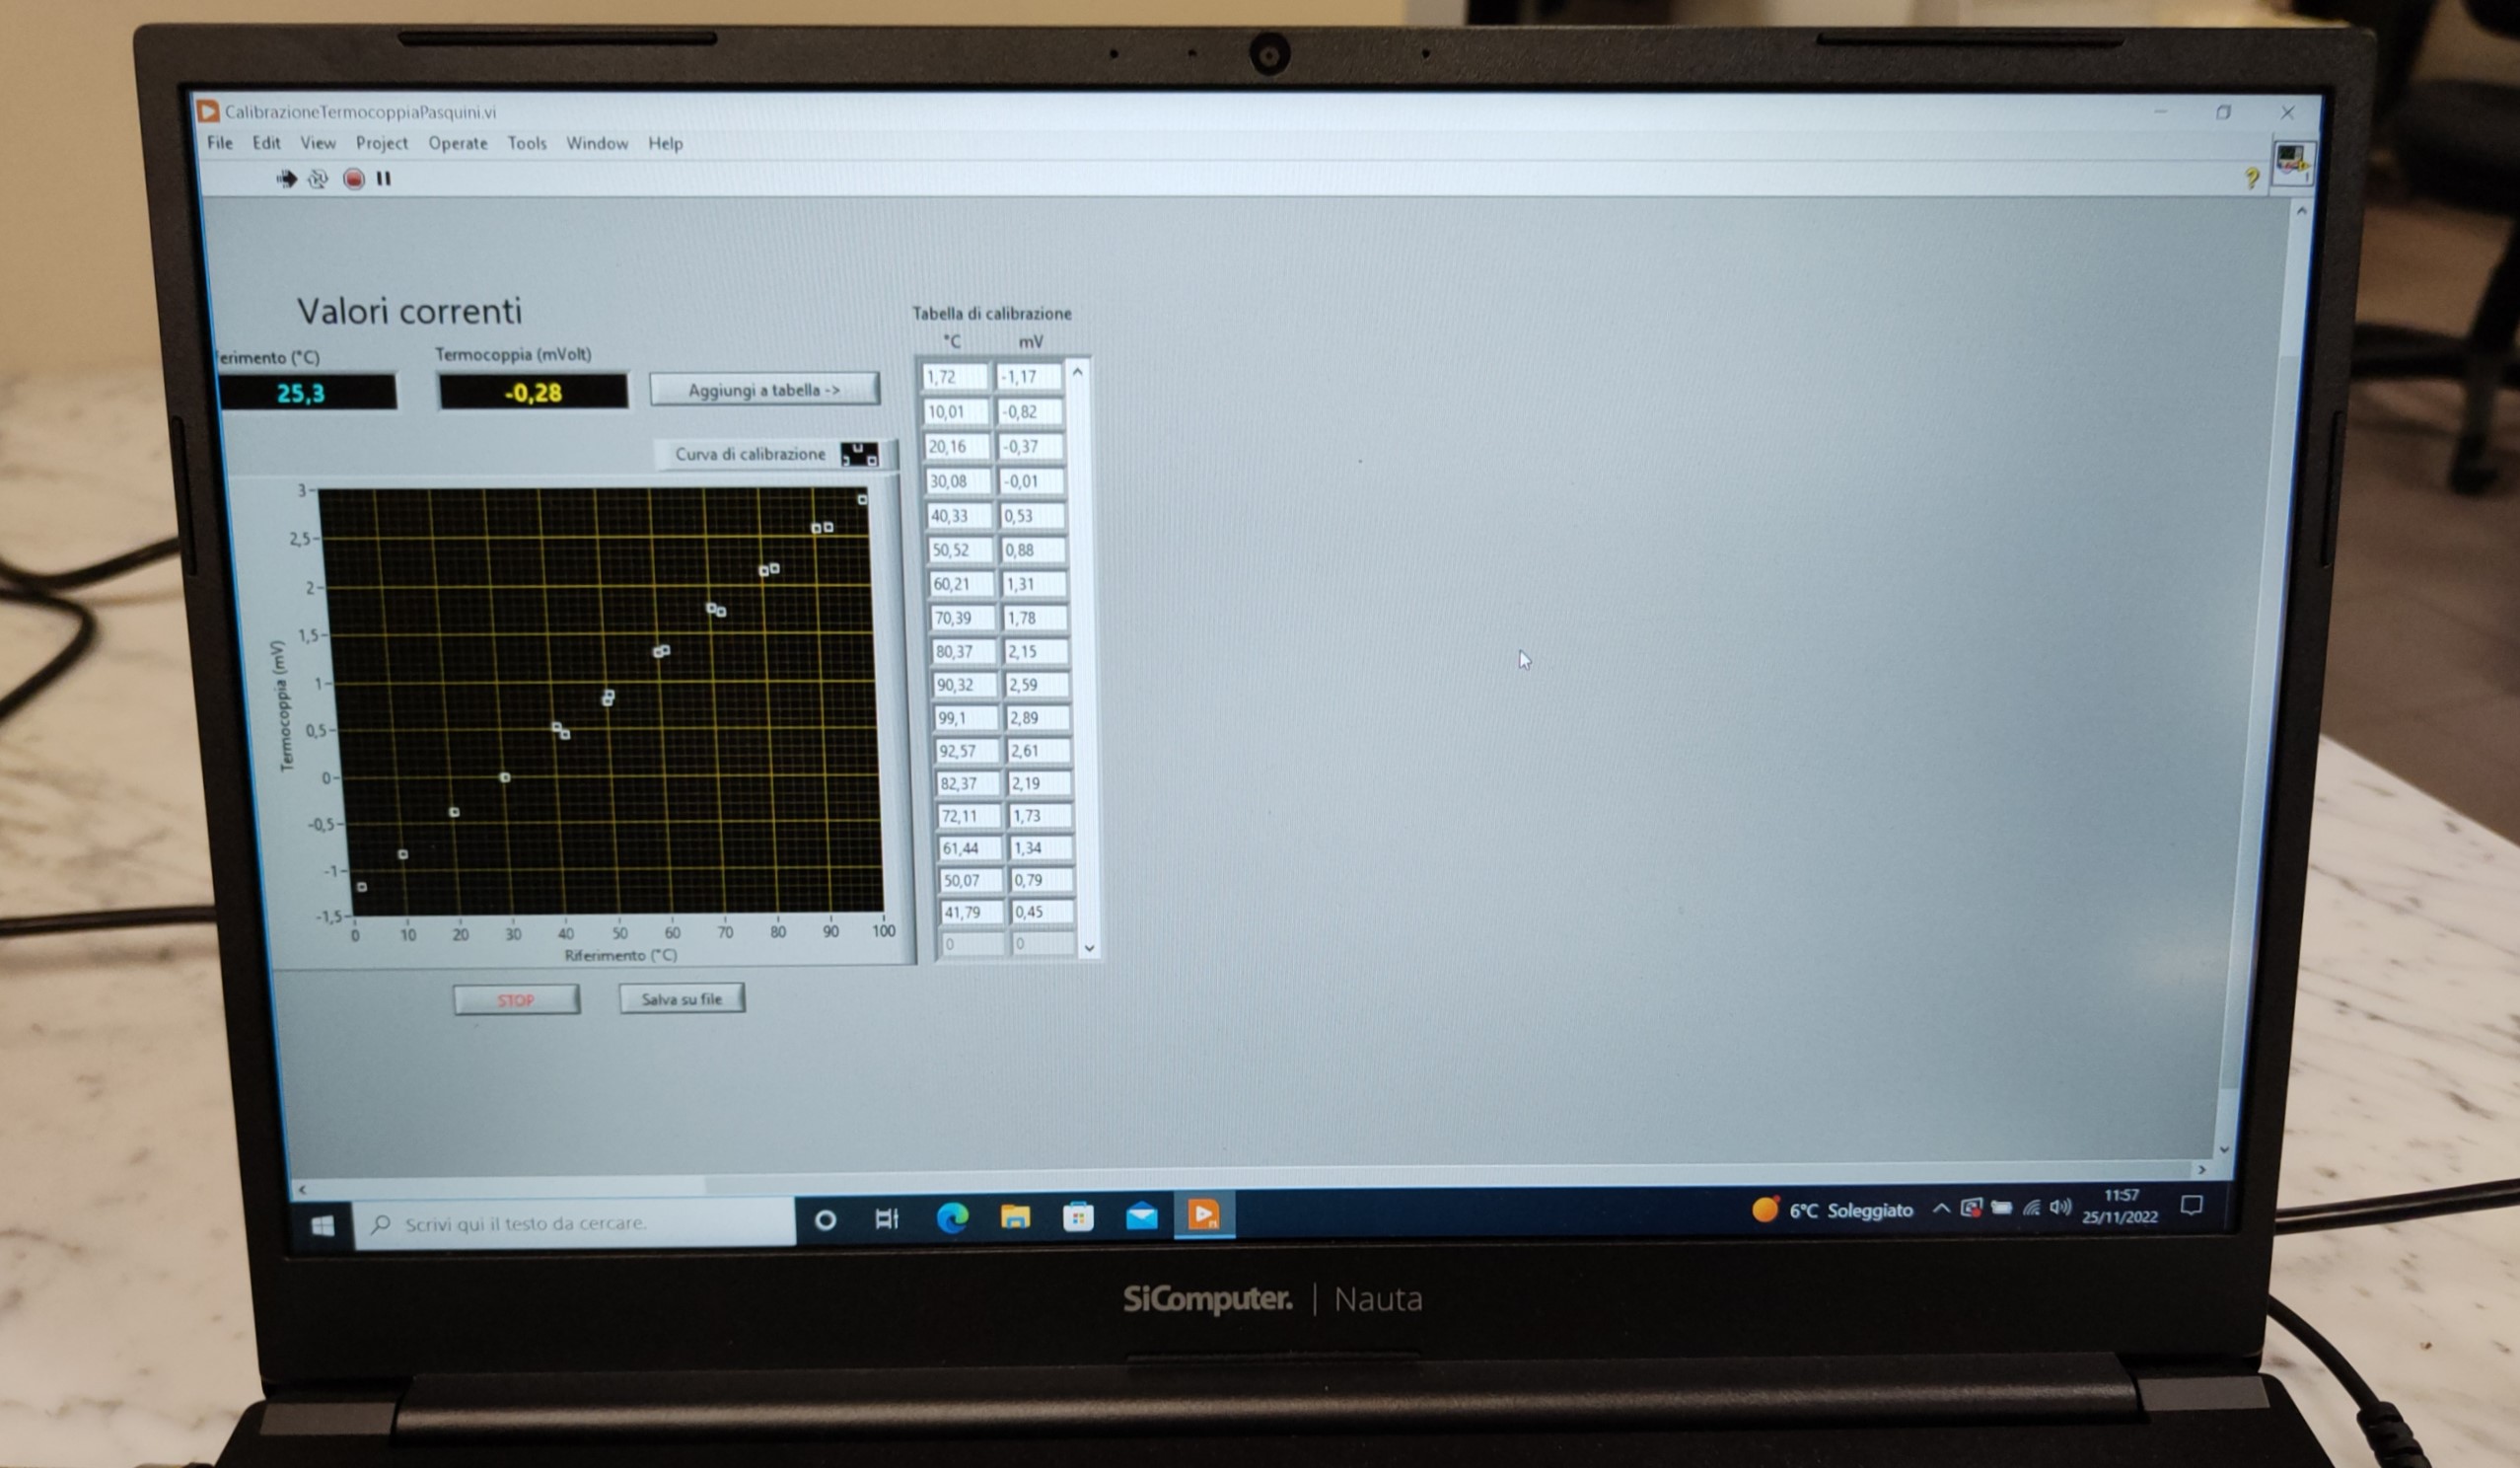 CalibrazioneTermocoppiaPasquini.vi
File Edit View Project Operate Tools Window Help
Valori correnti
erimento (°C)
Termocoppia (mVolt)
25,3
-0,28
Aggiungi a tabella ->
Curva di calibrazione
3
2,5
2
1,5
1
0,5
0
-0,5
-1
-1,5
Termocoppia (mV)
0 10 20 30 40 50 60 70 80 90 100
Riferimento (°C)
STOP
Salva su file
Tabella di calibrazione
°C mV
1,72 -1,17
10,01 -0,82
20,16 -0,37
30,08 -0,01
40,33 0,53
50,52 0,88
60,21 1,31
70,39 1,78
80,37 2,15
90,32 2,59
99,1 2,89
92,57 2,61
82,37 2,19
72,11 1,73
61,44 1,34
50,07 0,79
41,79 0,45
0 0
Scrivi qui il testo da cercare.
6°C Soleggiato
11:57
25/11/2022
SiComputer. | Nauta